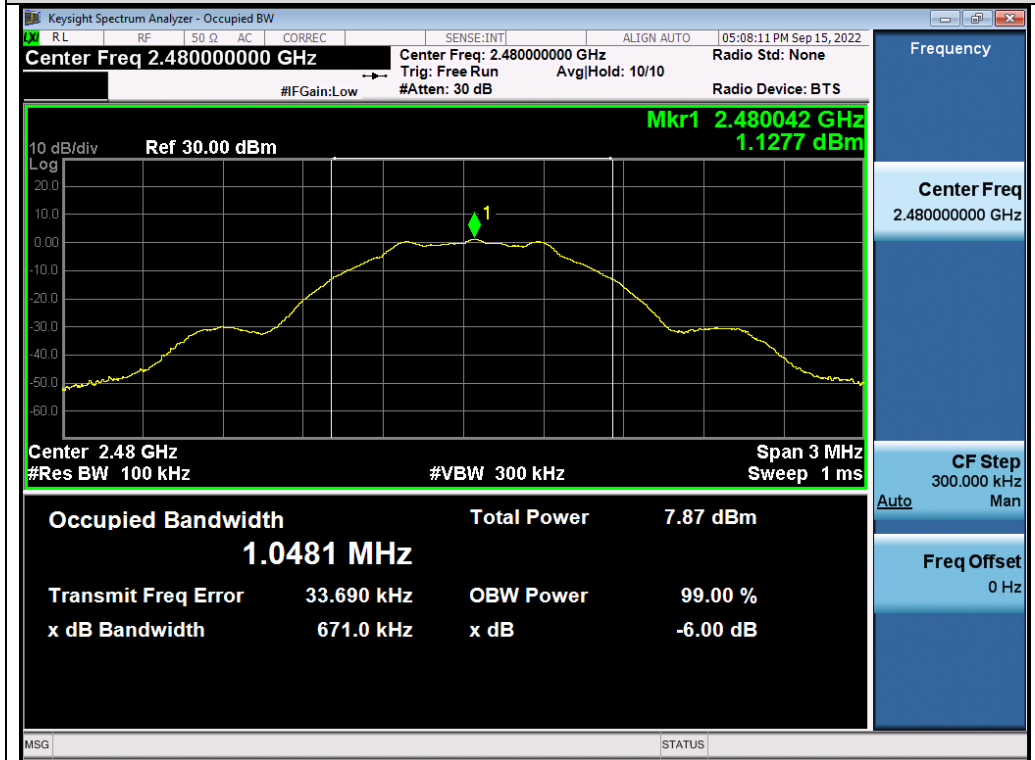 Keysight Spectrum Analyzer - Occupied BW
LXI RL RF 50 Ω AC CORREC SENSE:INT ALIGN AUTO 05:08:11 PM Sep 15, 2022
Center Freq 2.480000000 GHz
Center Freq: 2.480000000 GHz
Radio Std: None
Trig: Free Run Avg|Hold: 10/10
#IFGain:Low
#Atten: 30 dB
Radio Device: BTS
Mkr1 2.480042 GHz
1.1277 dBm
10 dB/div Ref 30.00 dBm
Log
20.0
10.0
0.00
-10.0
-20.0
-30.0
-40.0
-50.0
-60.0
1
Center 2.48 GHz
Span 3 MHz
#Res BW 100 kHz
#VBW 300 kHz
Sweep 1 ms
Occupied Bandwidth
1.0481 MHz
Total Power 7.87 dBm
Transmit Freq Error 33.690 kHz
OBW Power 99.00 %
x dB Bandwidth 671.0 kHz
x dB -6.00 dB
Frequency
Center Freq
2.480000000 GHz
CF Step
300.000 kHz
Auto Man
Freq Offset
0 Hz
MSG
STATUS